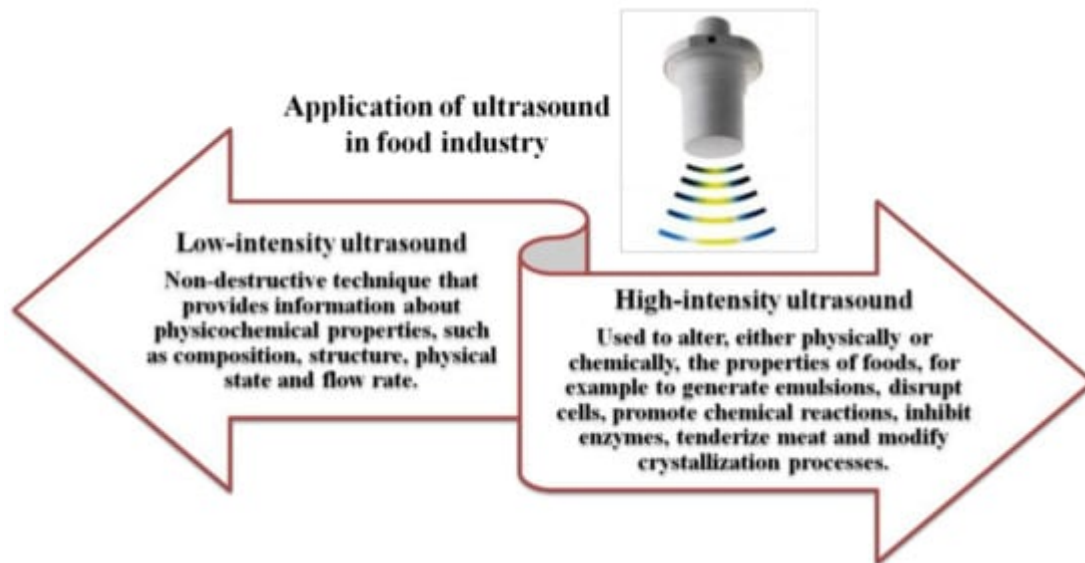 Application of ultrasound
in food industry
Low-intensity ultrasound
Non-destructive technique that
provides information about
physicochemical properties, such
as composition, structure, physical
state and flow rate.
High-intensity ultrasound
Used to alter, either physically or
chemically, the properties of foods, for
example to generate emulsions, disrupt
cells, promote chemical reactions, inhibit
enzymes, tenderize meat and modify
crystallization processes.